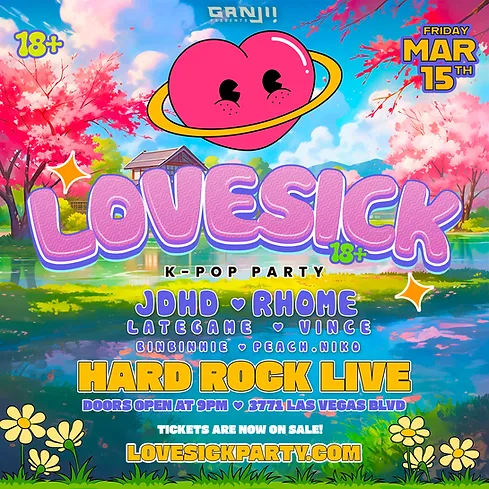 GANJI! 
PRESENTS
18+
FRIDAY
MAR
15TH
LOVESICK
18+
K-POP PARTY
JDHD ♥ RHOME
LATEGAME ♥ VINCE
BINBINHIE ♥ PEACH.NIKO
HARD ROCK LIVE
DOORS OPEN AT 9PM ♥ 3771 LAS VEGAS BLVD
TICKETS ARE NOW ON SALE!
LOVESICKPARTY.COM